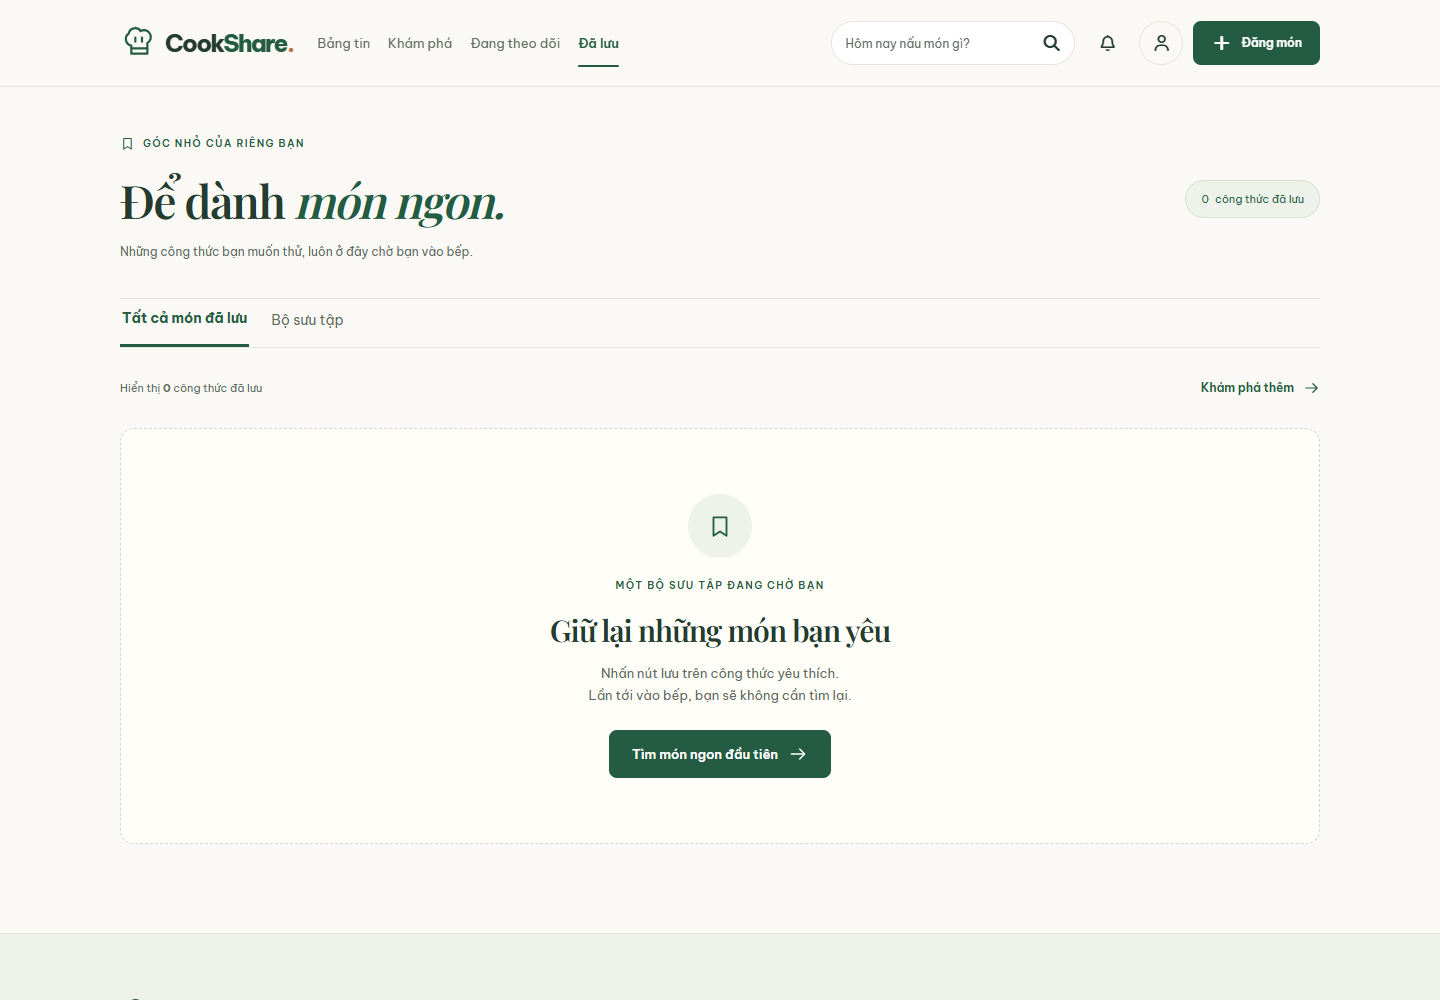 CookShare.
Bảng tin
Khám phá
Đang theo dõi
Đã lưu
Hôm nay nấu món gì?
Đăng món
GÓC NHỎ CỦA RIÊNG BẠN
Để dành món ngon.
0 công thức đã lưu
Những công thức bạn muốn thử, luôn ở đây chờ bạn vào bếp.
Tất cả món đã lưu
Bộ sưu tập
Hiển thị 0 công thức đã lưu
Khám phá thêm
MỘT BỘ SƯU TẬP ĐANG CHỜ BẠN
Giữ lại những món bạn yêu
Nhấn nút lưu trên công thức yêu thích.
Lần tới vào bếp, bạn sẽ không cần tìm lại.
Tìm món ngon đầu tiên